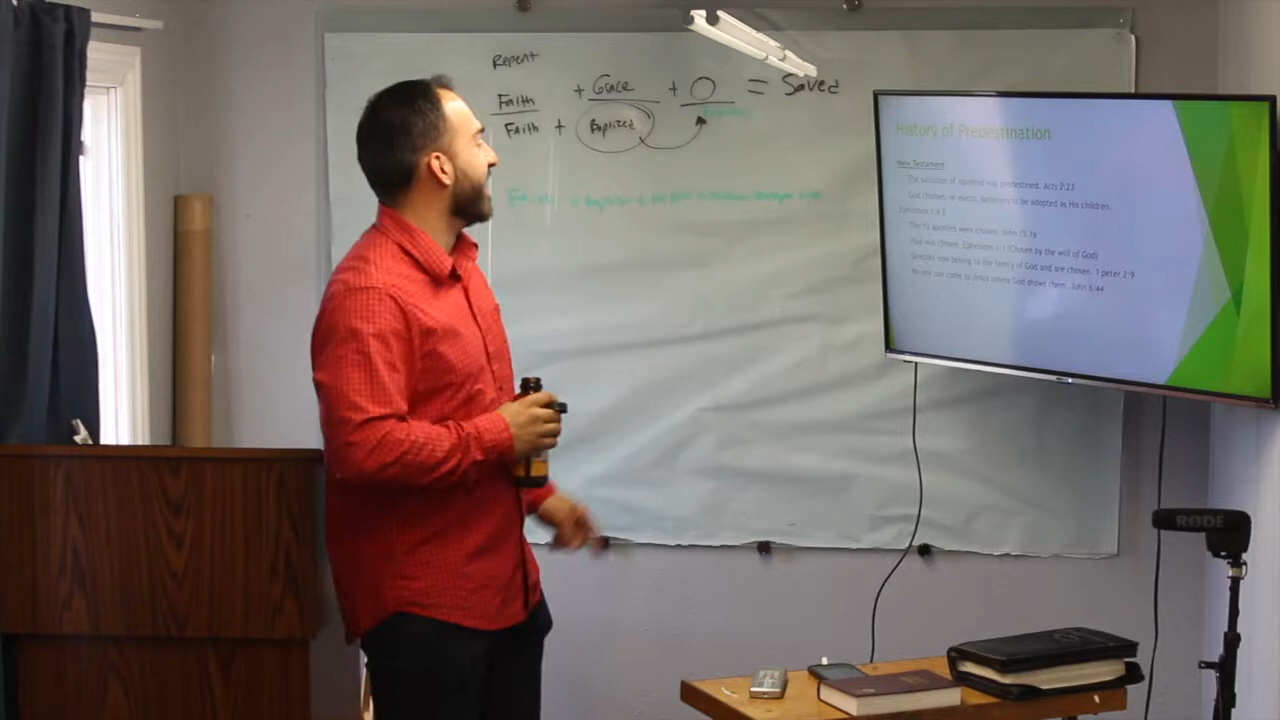 Repent
Faith + Grace + O = Saved
Faith + Baptized
History of Predestination
New Testament
The salvation of mankind was predestined. Acts 2:23
God chooses, or elects, believers to be adopted as His children.
Ephesians 1:4-5
The 12 apostles were chosen. John 15:16
Paul was chosen. Ephesians 1:1 (Chosen by the will of God)
Gentiles now belong to the family of God and are chosen. 1 peter 2:9
No one can come to Jesus unless God draws them. John 6:44
RODE